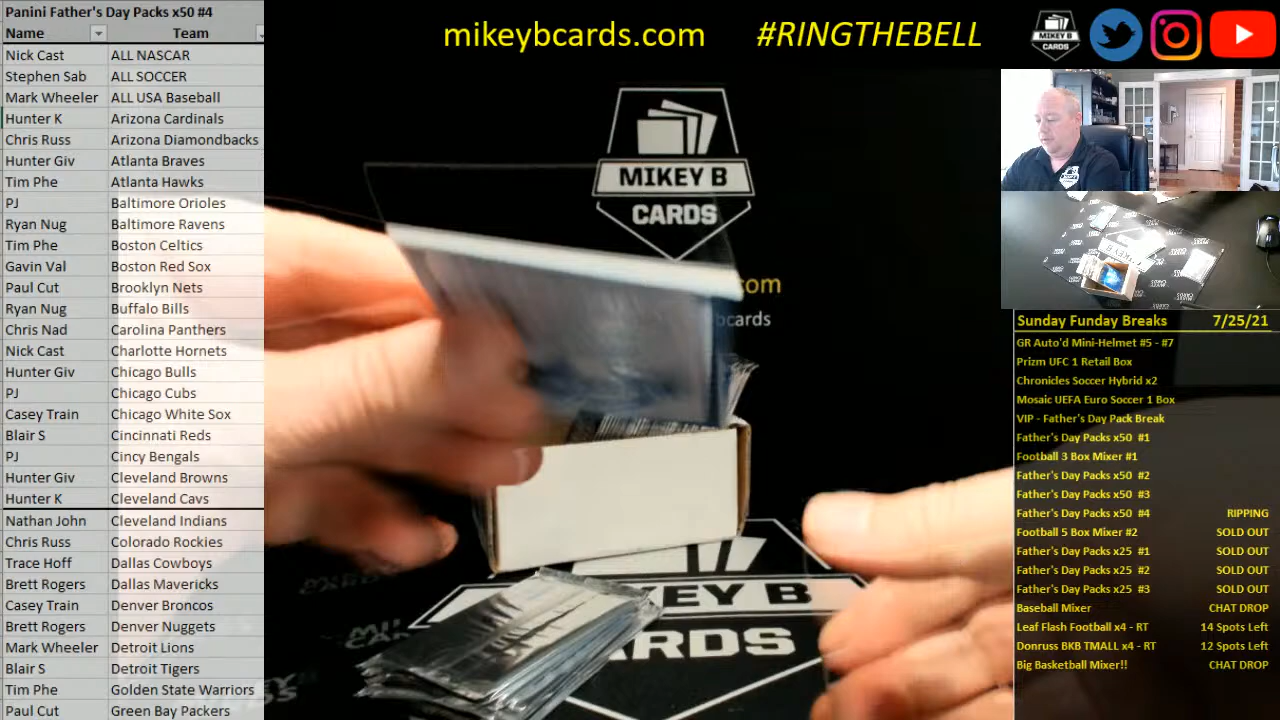 Panini Father's Day Packs x50 #4
Name Team
Nick Cast ALL NASCAR
Stephen Sab ALL SOCCER
Mark Wheeler ALL USA Baseball
Hunter K Arizona Cardinals
Chris Russ Arizona Diamondbacks
Hunter Giv Atlanta Braves
Tim Phe Atlanta Hawks
PJ Baltimore Orioles
Ryan Nug Baltimore Ravens
Tim Phe Boston Celtics
Gavin Val Boston Red Sox
Paul Cut Brooklyn Nets
Ryan Nug Buffalo Bills
Chris Nad Carolina Panthers
Nick Cast Charlotte Hornets
Hunter Giv Chicago Bulls
PJ Chicago Cubs
Casey Train Chicago White Sox
Blair S Cincinnati Reds
PJ Cincy Bengals
Hunter Giv Cleveland Browns
Hunter K Cleveland Cavs
Nathan John Cleveland Indians
Chris Russ Colorado Rockies
Trace Hoff Dallas Cowboys
Brett Rogers Dallas Mavericks
Casey Train Denver Broncos
Brett Rogers Denver Nuggets
Mark Wheeler Detroit Lions
Blair S Detroit Tigers
Tim Phe Golden State Warriors
Paul Cut Green Bay Packers
mikeybcards.com #RINGTHEBELL
MIKEY B
CARDS
MIKEY B
CARDS
com
bcards
EY B
CARDS
Sunday Funday Breaks 7/25/21
GR Auto'd Mini-Helmet #5 - #7
Prizm UFC 1 Retail Box
Chronicles Soccer Hybrid x2
Mosaic UEFA Euro Soccer 1 Box
VIP - Father's Day Pack Break
Father's Day Packs x50 #1
Football 3 Box Mixer #1
Father's Day Packs x50 #2
Father's Day Packs x50 #3
Father's Day Packs x50 #4 RIPPING
Football 5 Box Mixer #2 SOLD OUT
Father's Day Packs x25 #1 SOLD OUT
Father's Day Packs x25 #2 SOLD OUT
Father's Day Packs x25 #3 SOLD OUT
Baseball Mixer CHAT DROP
Leaf Flash Football x4 - RT 14 Spots Left
Donruss BKB TMALL x4 - RT 12 Spots Left
Big Basketball Mixer!! CHAT DROP